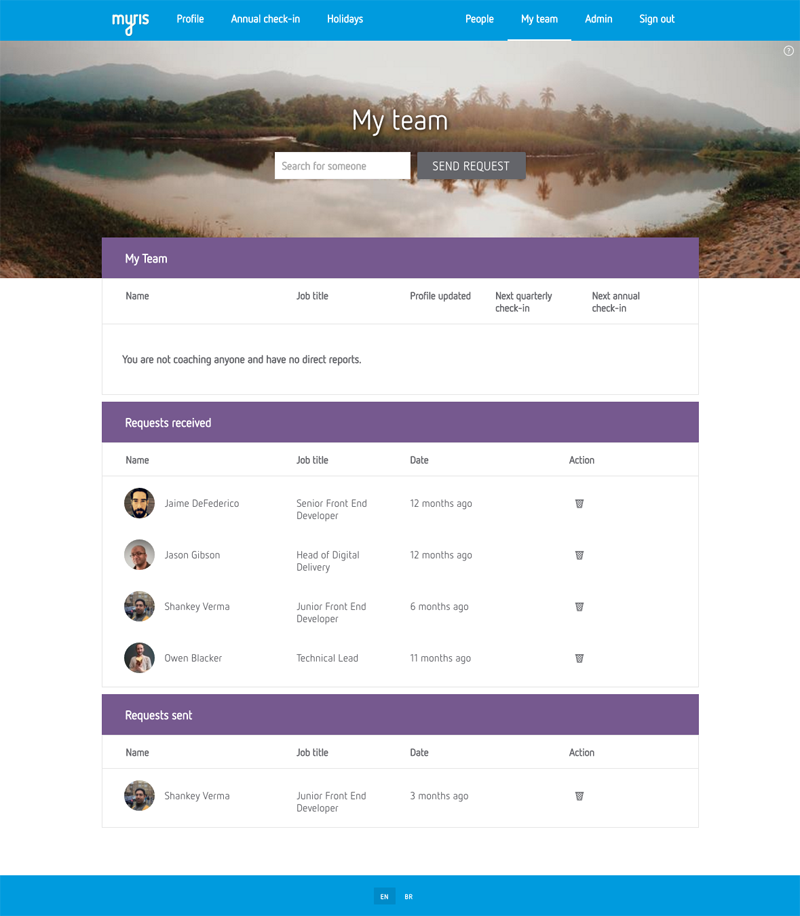 myris Profile Annual check-in Holidays People My team Admin Sign out
?
My team
Search for someone SEND REQUEST
My Team
Name Job title Profile updated Next quarterly check-in Next annual check-in
You are not coaching anyone and have no direct reports.
Requests received
Name Job title Date Action
Jaime DeFederico Senior Front End Developer 12 months ago
Jason Gibson Head of Digital Delivery 12 months ago
Shankey Verma Junior Front End Developer 6 months ago
Owen Blacker Technical Lead 11 months ago
Requests sent
Name Job title Date Action
Shankey Verma Junior Front End Developer 3 months ago
EN BR